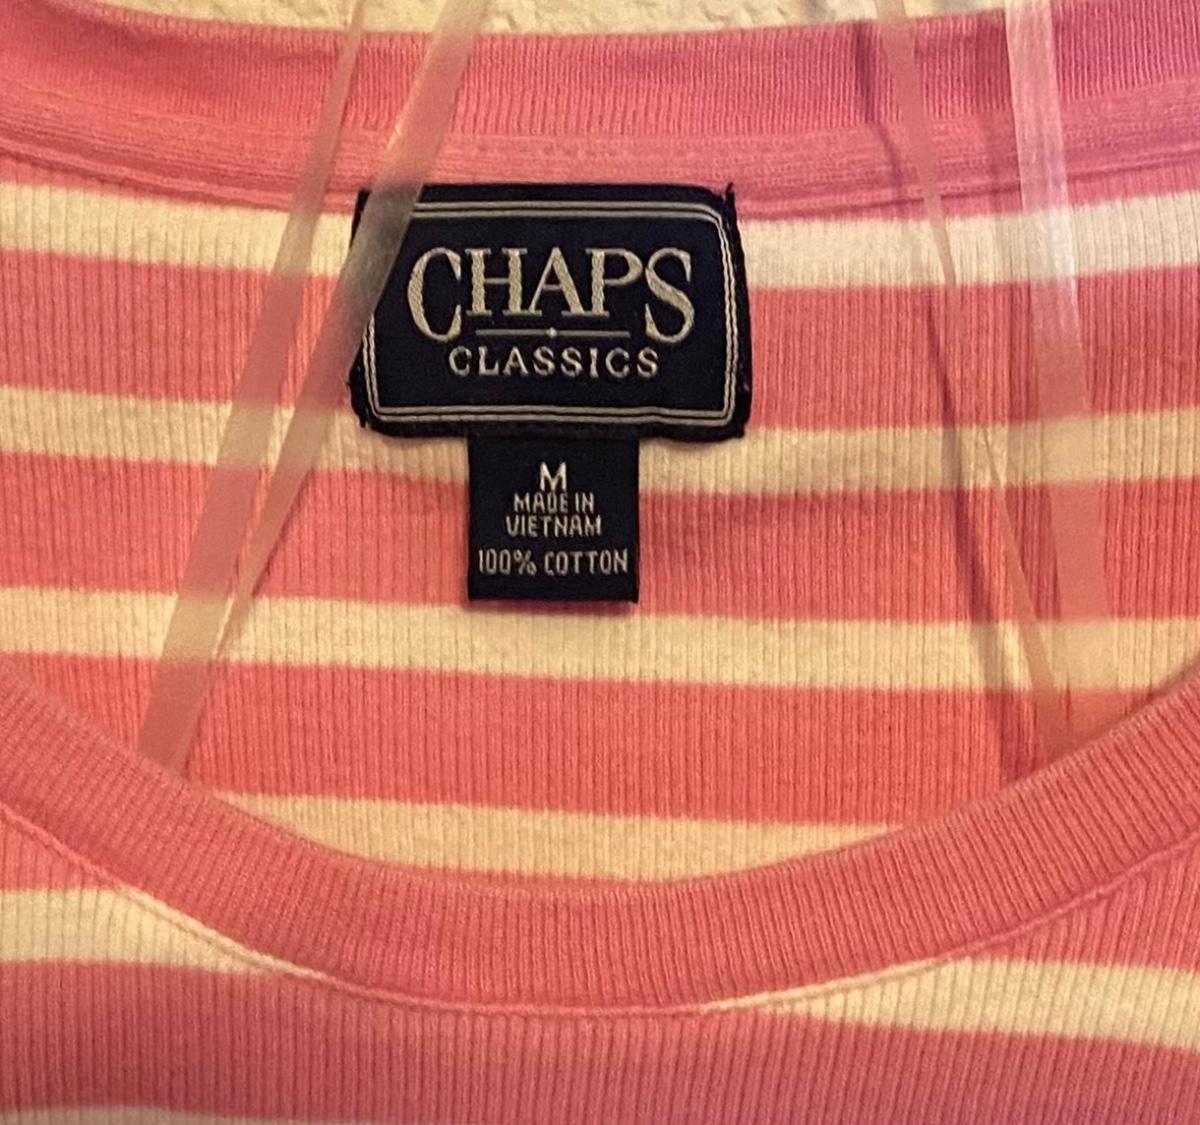 CHAPS
CLASSICS
M
MADE IN
VIETNAM
100% COTTON